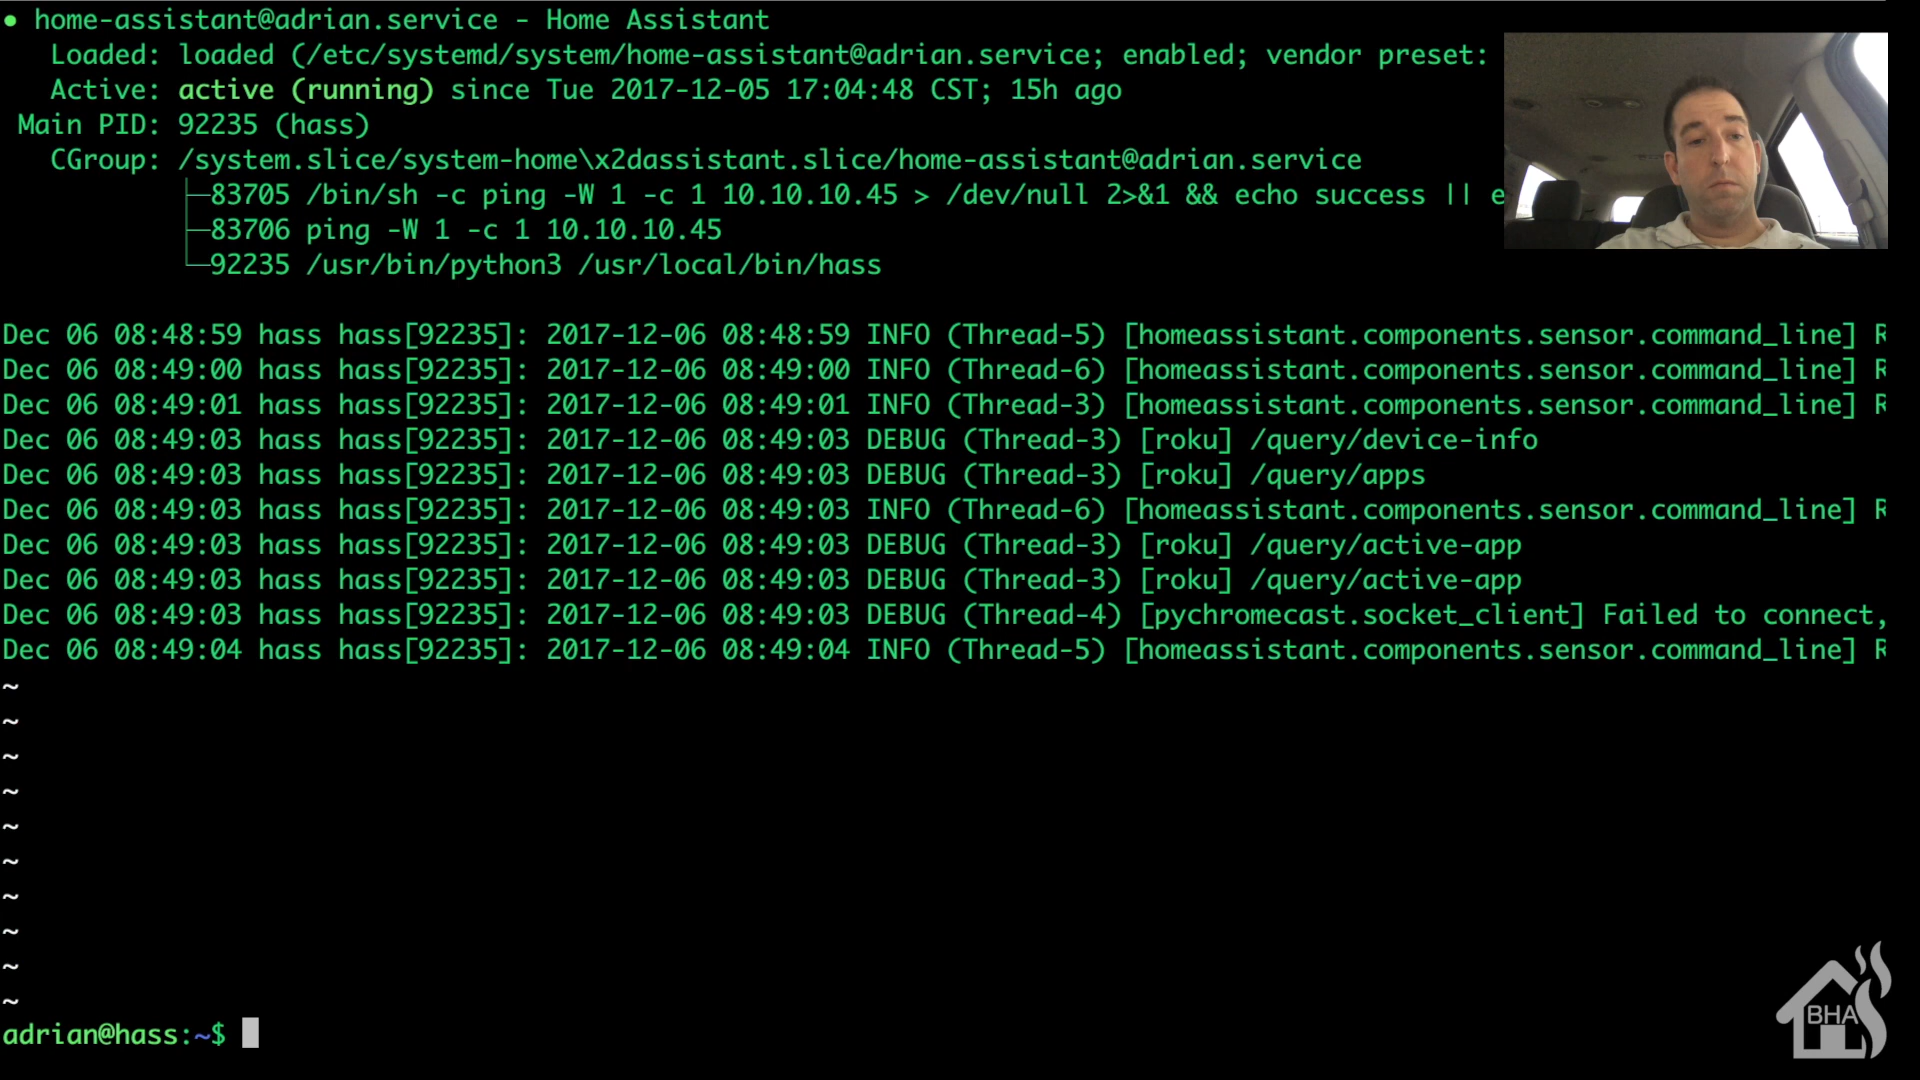 ● home-assistant@adrian.service - Home Assistant
Loaded: loaded (/etc/systemd/system/home-assistant@adrian.service; enabled; vendor preset:
Active: active (running) since Tue 2017-12-05 17:04:48 CST; 15h ago
Main PID: 92235 (hass)
CGroup: /system.slice/system-home\x2dassistant.slice/home-assistant@adrian.service
├─83705 /bin/sh -c ping -W 1 -c 1 10.10.10.45 > /dev/null 2>&1 && echo success || e
├─83706 ping -W 1 -c 1 10.10.10.45
└─92235 /usr/bin/python3 /usr/local/bin/hass
Dec 06 08:48:59 hass hass[92235]: 2017-12-06 08:48:59 INFO (Thread-5) [homeassistant.components.sensor.command_line] R
Dec 06 08:49:00 hass hass[92235]: 2017-12-06 08:49:00 INFO (Thread-6) [homeassistant.components.sensor.command_line] R
Dec 06 08:49:01 hass hass[92235]: 2017-12-06 08:49:01 INFO (Thread-3) [homeassistant.components.sensor.command_line] R
Dec 06 08:49:03 hass hass[92235]: 2017-12-06 08:49:03 DEBUG (Thread-3) [roku] /query/device-info
Dec 06 08:49:03 hass hass[92235]: 2017-12-06 08:49:03 DEBUG (Thread-3) [roku] /query/apps
Dec 06 08:49:03 hass hass[92235]: 2017-12-06 08:49:03 INFO (Thread-6) [homeassistant.components.sensor.command_line] R
Dec 06 08:49:03 hass hass[92235]: 2017-12-06 08:49:03 DEBUG (Thread-3) [roku] /query/active-app
Dec 06 08:49:03 hass hass[92235]: 2017-12-06 08:49:03 DEBUG (Thread-3) [roku] /query/active-app
Dec 06 08:49:03 hass hass[92235]: 2017-12-06 08:49:03 DEBUG (Thread-4) [pychromecast.socket_client] Failed to connect,
Dec 06 08:49:04 hass hass[92235]: 2017-12-06 08:49:04 INFO (Thread-5) [homeassistant.components.sensor.command_line] R
~
~
~
~
~
~
~
~
~
~
adrian@hass:~$
BHA